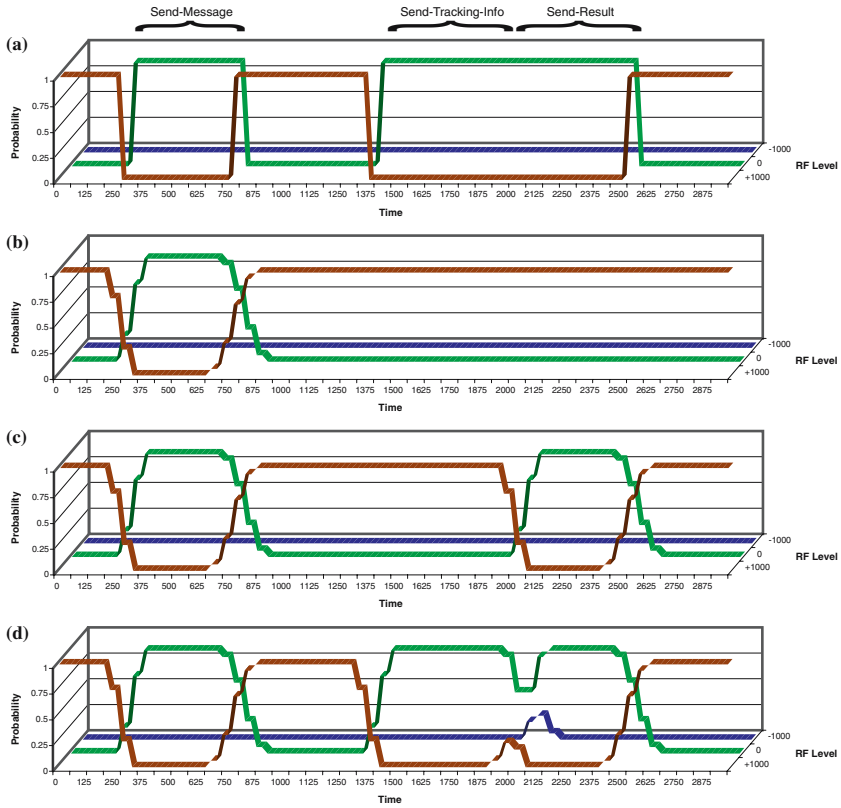 Send-Message Send-Tracking-Info Send-Result
(a)
1
0.75
0.5
0.25
0
Probability
-1000
0
+1000
RF Level
0 125 250 375 500 625 750 875 1000 1125 1250 1375 1500 1625 1750 1875 2000 2125 2250 2375 2500 2625 2750 2875
Time
(b)
1
0.75
0.5
0.25
0
Probability
-1000
0
+1000
RF Level
0 125 250 375 500 625 750 875 1000 1125 1250 1375 1500 1625 1750 1875 2000 2125 2250 2375 2500 2625 2750 2875
Time
(c)
1
0.75
0.5
0.25
0
Probability
-1000
0
+1000
RF Level
0 125 250 375 500 625 750 875 1000 1125 1250 1375 1500 1625 1750 1875 2000 2125 2250 2375 2500 2625 2750 2875
Time
(d)
1
0.75
0.5
0.25
0
Probability
-1000
0
+1000
RF Level
0 125 250 375 500 625 750 875 1000 1125 1250 1375 1500 1625 1750 1875 2000 2125 2250 2375 2500 2625 2750 2875
Time